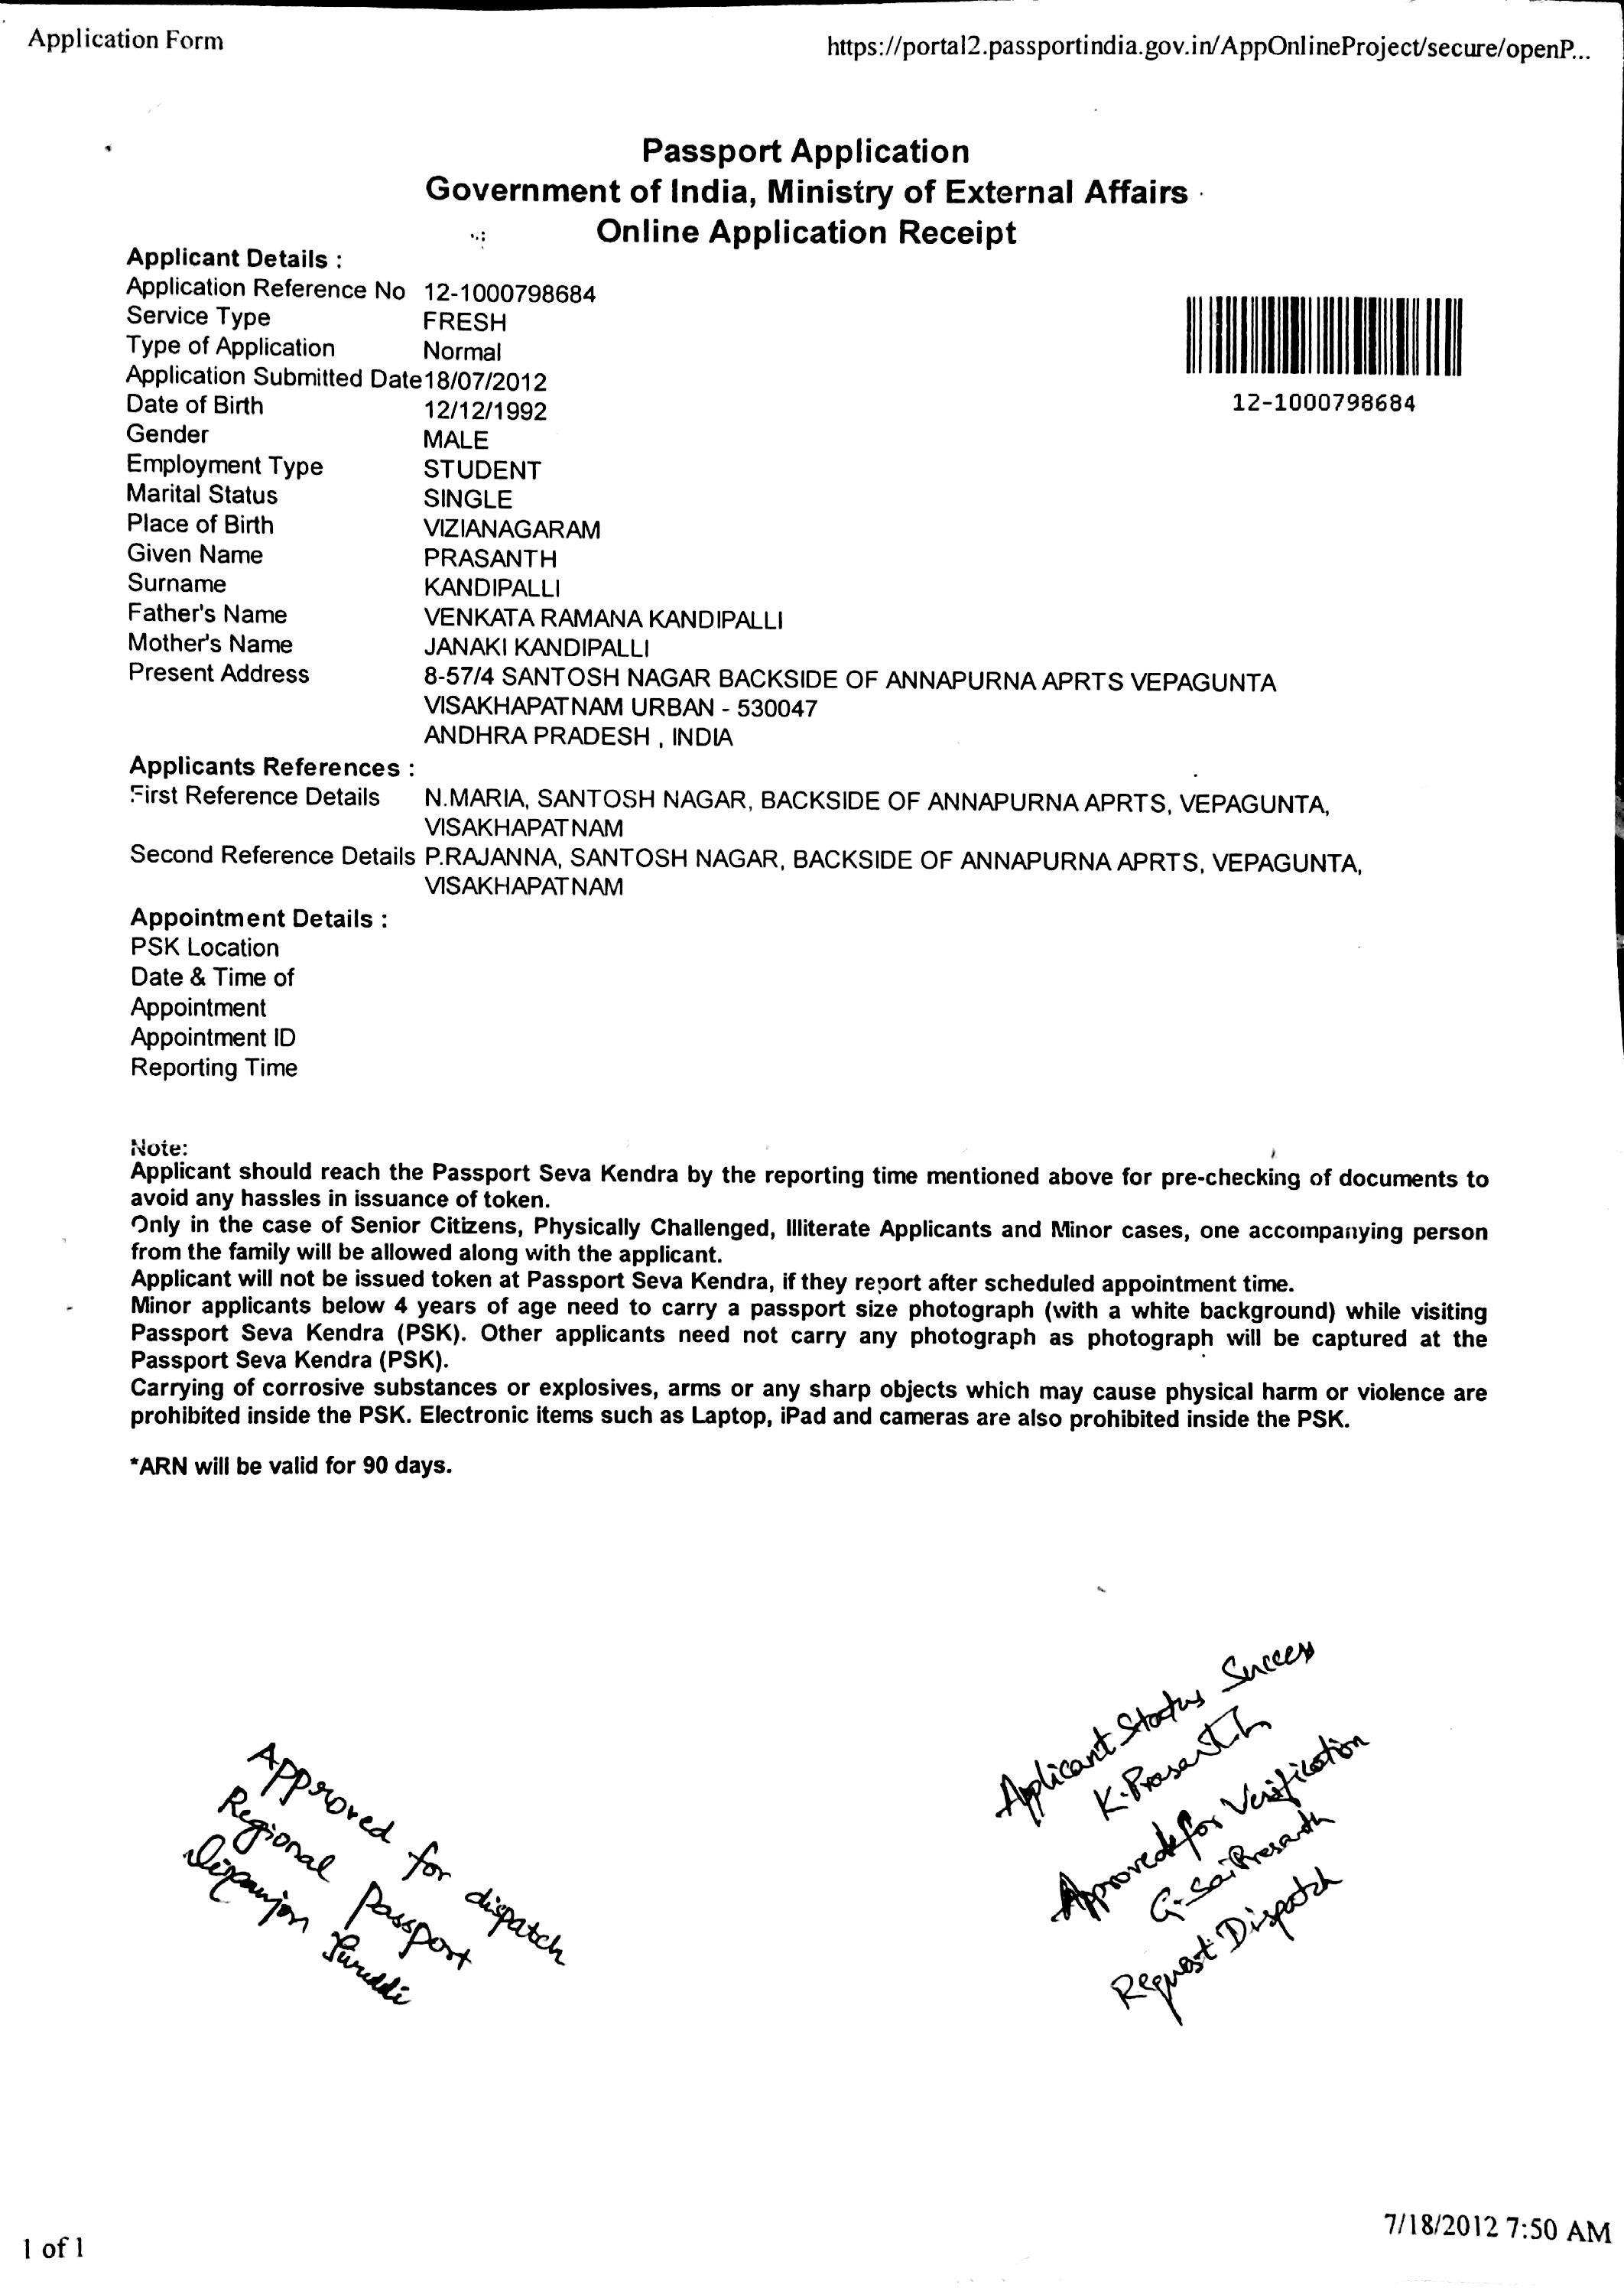 Application Form
https://portal2.passportindia.gov.in/AppOnlineProject/secure/openP...
Passport Application
Government of India, Ministry of External Affairs
Online Application Receipt
Applicant Details :
Application Reference No 12-1000798684
Service Type FRESH
Type of Application Normal
Application Submitted Date18/07/2012
Date of Birth 12/12/1992
12-1000798684
Gender MALE
Employment Type STUDENT
Marital Status SINGLE
Place of Birth VIZIANAGARAM
Given Name PRASANTH
Surname KANDIPALLI
Father's Name VENKATA RAMANA KANDIPALLI
Mother's Name JANAKI KANDIPALLI
Present Address 8-57/4 SANTOSH NAGAR BACKSIDE OF ANNAPURNA APRTS VEPAGUNTA
VISAKHAPATNAM URBAN - 530047
ANDHRA PRADESH , INDIA
Applicants References :
First Reference Details N.MARIA, SANTOSH NAGAR, BACKSIDE OF ANNAPURNA APRTS, VEPAGUNTA,
VISAKHAPATNAM
Second Reference Details P.RAJANNA, SANTOSH NAGAR, BACKSIDE OF ANNAPURNA APRTS, VEPAGUNTA,
VISAKHAPATNAM
Appointment Details :
PSK Location
Date & Time of
Appointment
Appointment ID
Reporting Time
Note:
Applicant should reach the Passport Seva Kendra by the reporting time mentioned above for pre-checking of documents to
avoid any hassles in issuance of token.
Only in the case of Senior Citizens, Physically Challenged, Illiterate Applicants and Minor cases, one accompanying person
from the family will be allowed along with the applicant.
Applicant will not be issued token at Passport Seva Kendra, if they report after scheduled appointment time.
Minor applicants below 4 years of age need to carry a passport size photograph (with a white background) while visiting
Passport Seva Kendra (PSK). Other applicants need not carry any photograph as photograph will be captured at the
Passport Seva Kendra (PSK).
Carrying of corrosive substances or explosives, arms or any sharp objects which may cause physical harm or violence are
prohibited inside the PSK. Electronic items such as Laptop, iPad and cameras are also prohibited inside the PSK.
*ARN will be valid for 90 days.
Approved for dispatch
Regional Passport
Applicant Status Success
K.Prasanth
Approved for Verification
G.Sai Prasanth
Request Dispatch
1 of 1
7/18/2012 7:50 AM